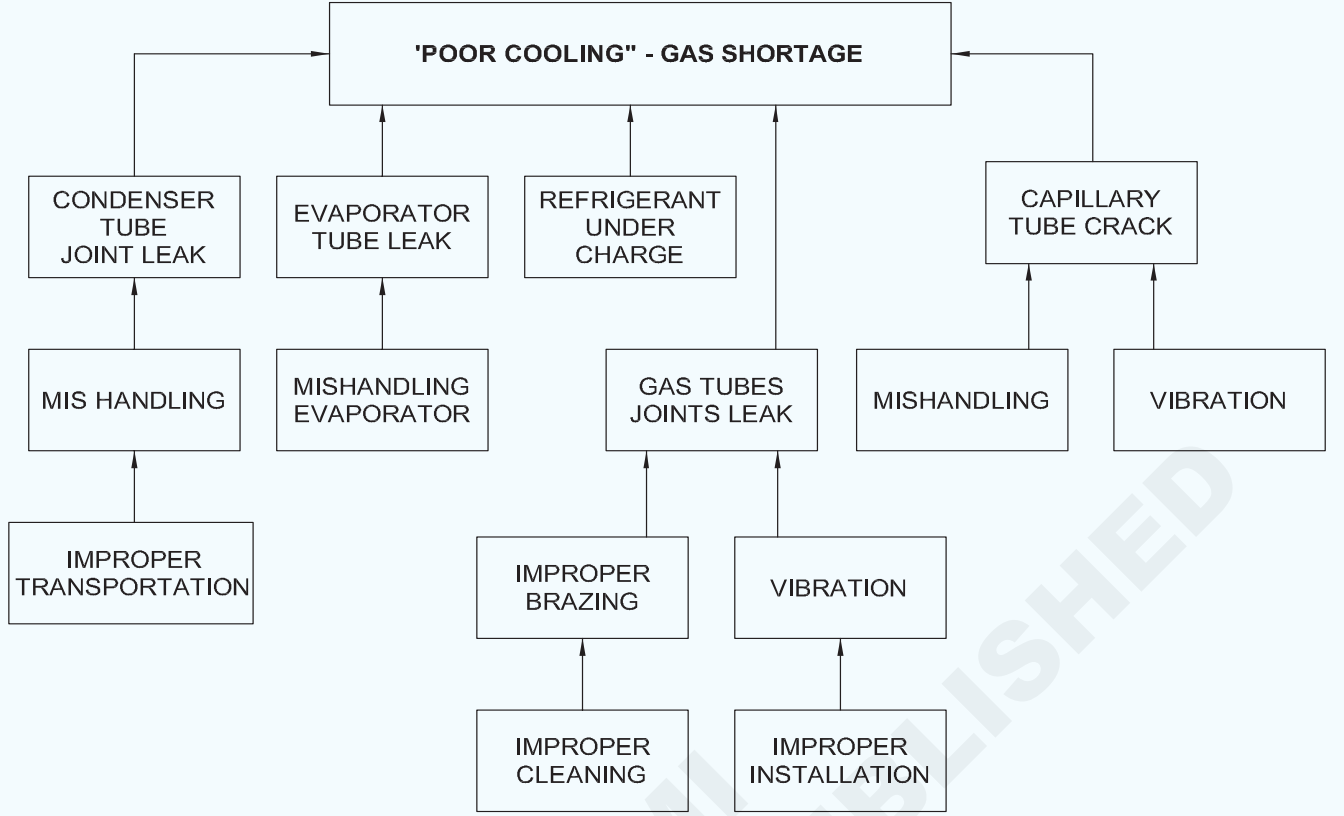 'POOR COOLING" - GAS SHORTAGE
CONDENSER
TUBE
JOINT LEAK
EVAPORATOR
TUBE LEAK
REFRIGERANT
UNDER
CHARGE
CAPILLARY
TUBE CRACK
MIS HANDLING
MISHANDLING
EVAPORATOR
GAS TUBES
JOINTS LEAK
MISHANDLING
VIBRATION
IMPROPER
TRANSPORTATION
IMPROPER
BRAZING
VIBRATION
IMPROPER
CLEANING
IMPROPER
INSTALLATION